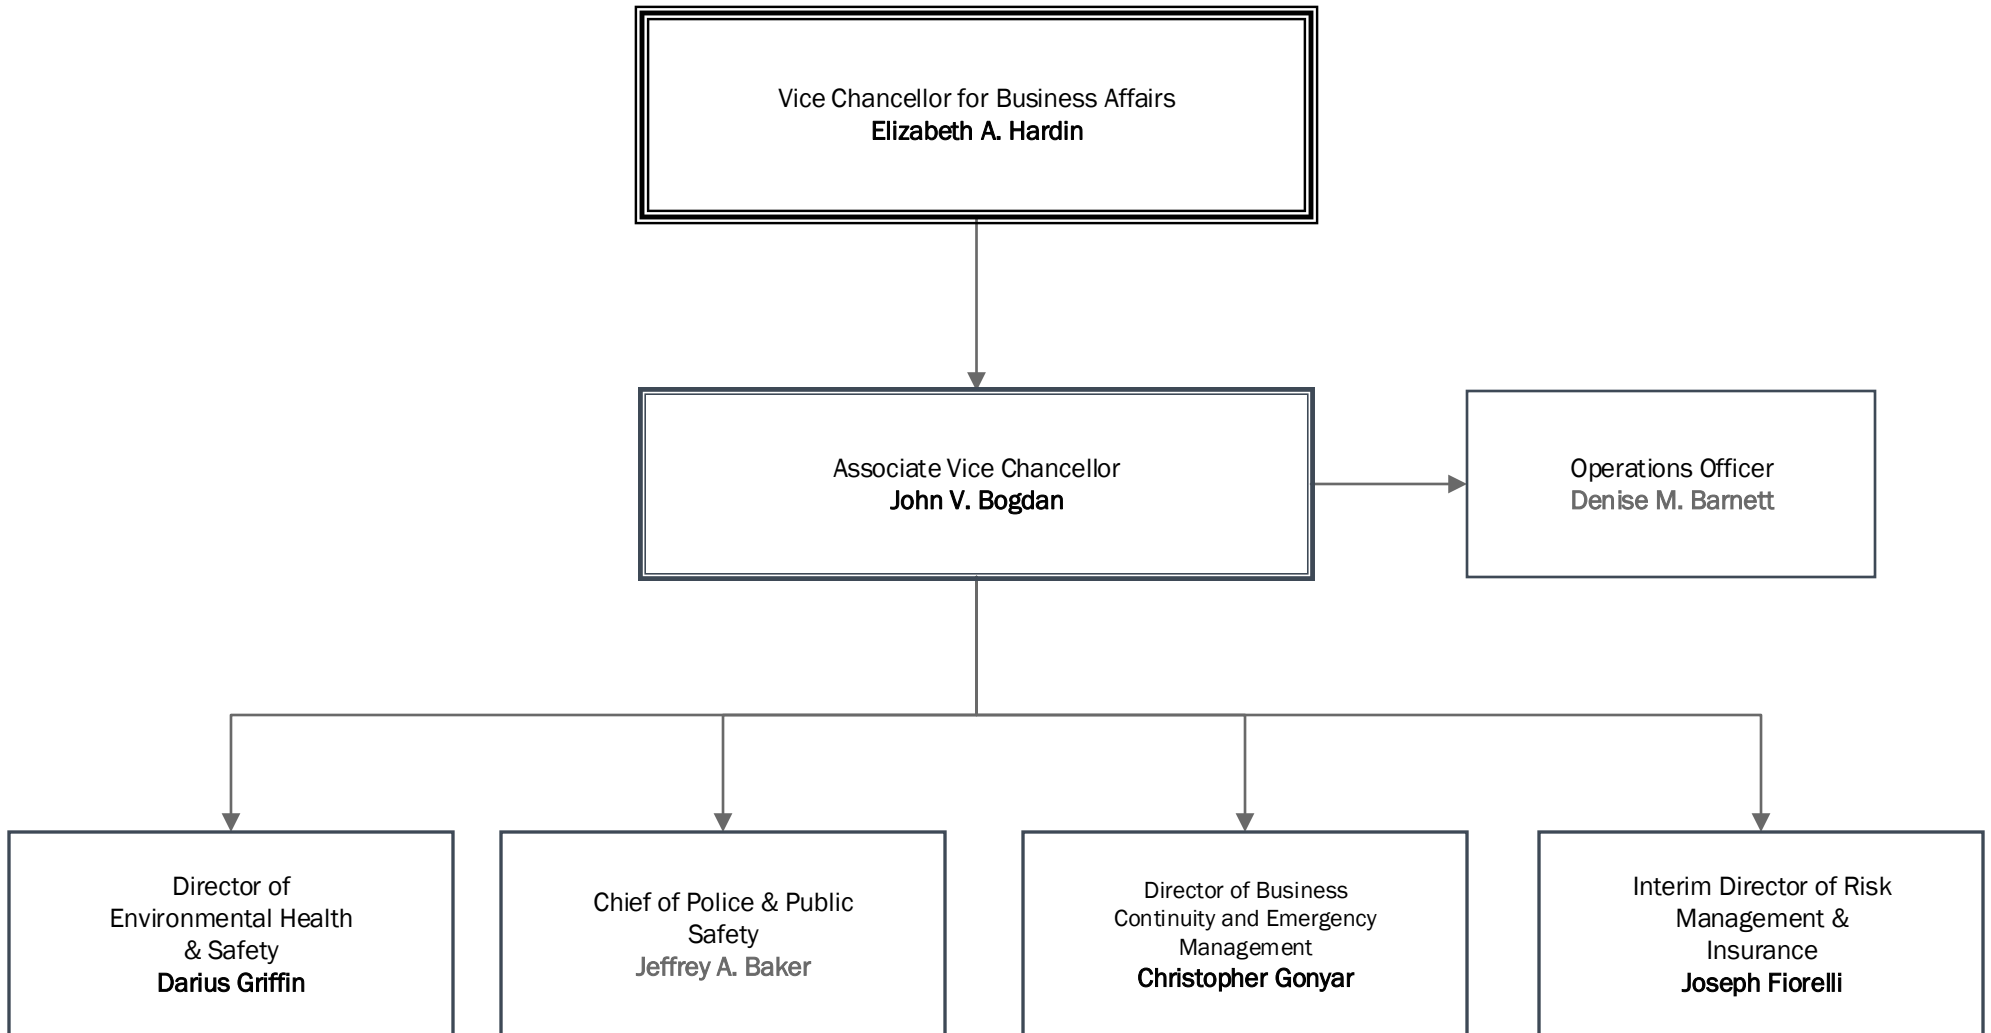 Vice Chancellor for Business Affairs
Elizabeth A. Hardin
Associate Vice Chancellor
John V. Bogdan
Operations Officer
Denise M. Barnett
Director of
Environmental Health
& Safety
Darius Griffin
Chief of Police & Public
Safety
Jeffrey A. Baker
Director of Business
Continuity and Emergency
Management
Christopher Gonyar
Interim Director of Risk
Management &
Insurance
Joseph Fiorelli